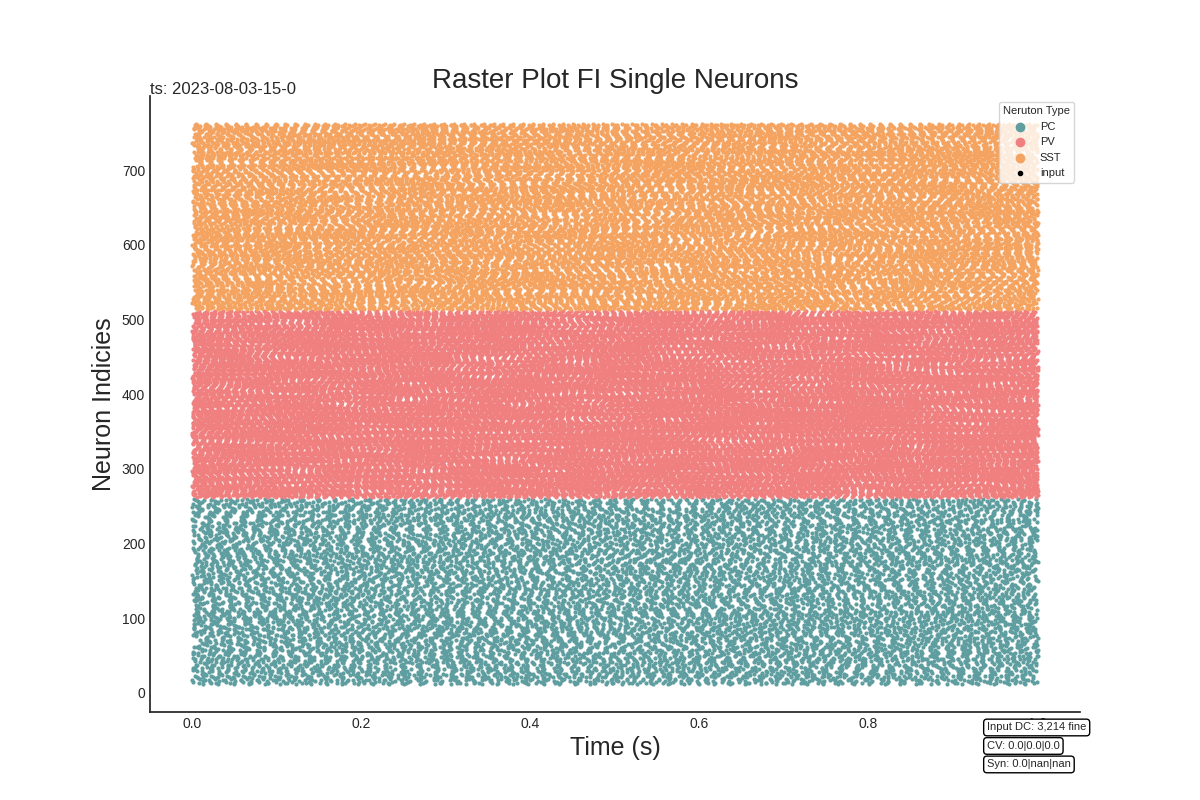 Raster Plot FI Single Neurons
ts: 2023-08-03-15-0
Neruton Type
PC
PV
SST
input
Neuron Indicies
700
600
500
400
300
200
100
0
0.0
0.2
0.4
0.6
0.8
Time (s)
Input DC: 3,214 fine
CV: 0.0|0.0|0.0
Syn: 0.0|nan|nan